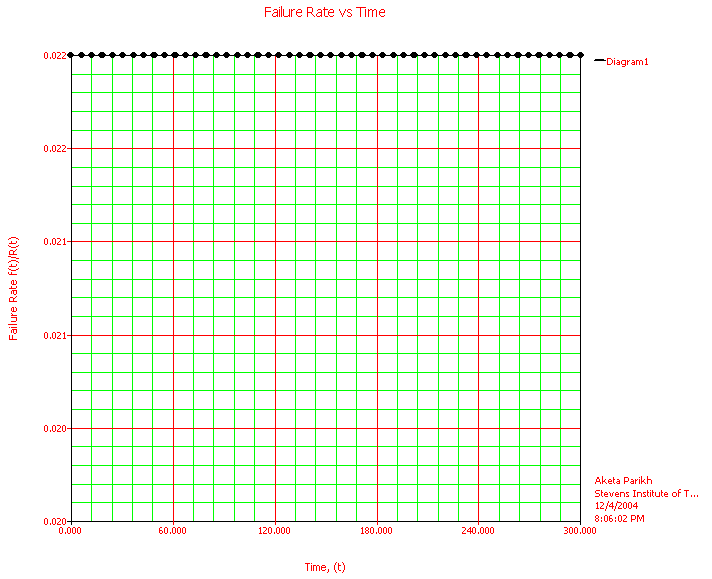 Failure Rate vs Time
0.022
Diagram1
0.022
0.021
Failure Rate f(t)/R(t)
0.021
0.020
0.020
0.000
60.000
120.000
180.000
240.000
300.000
Time, (t)
Aketa Parikh
Stevens Institute of T...
12/4/2004
8:06:02 PM